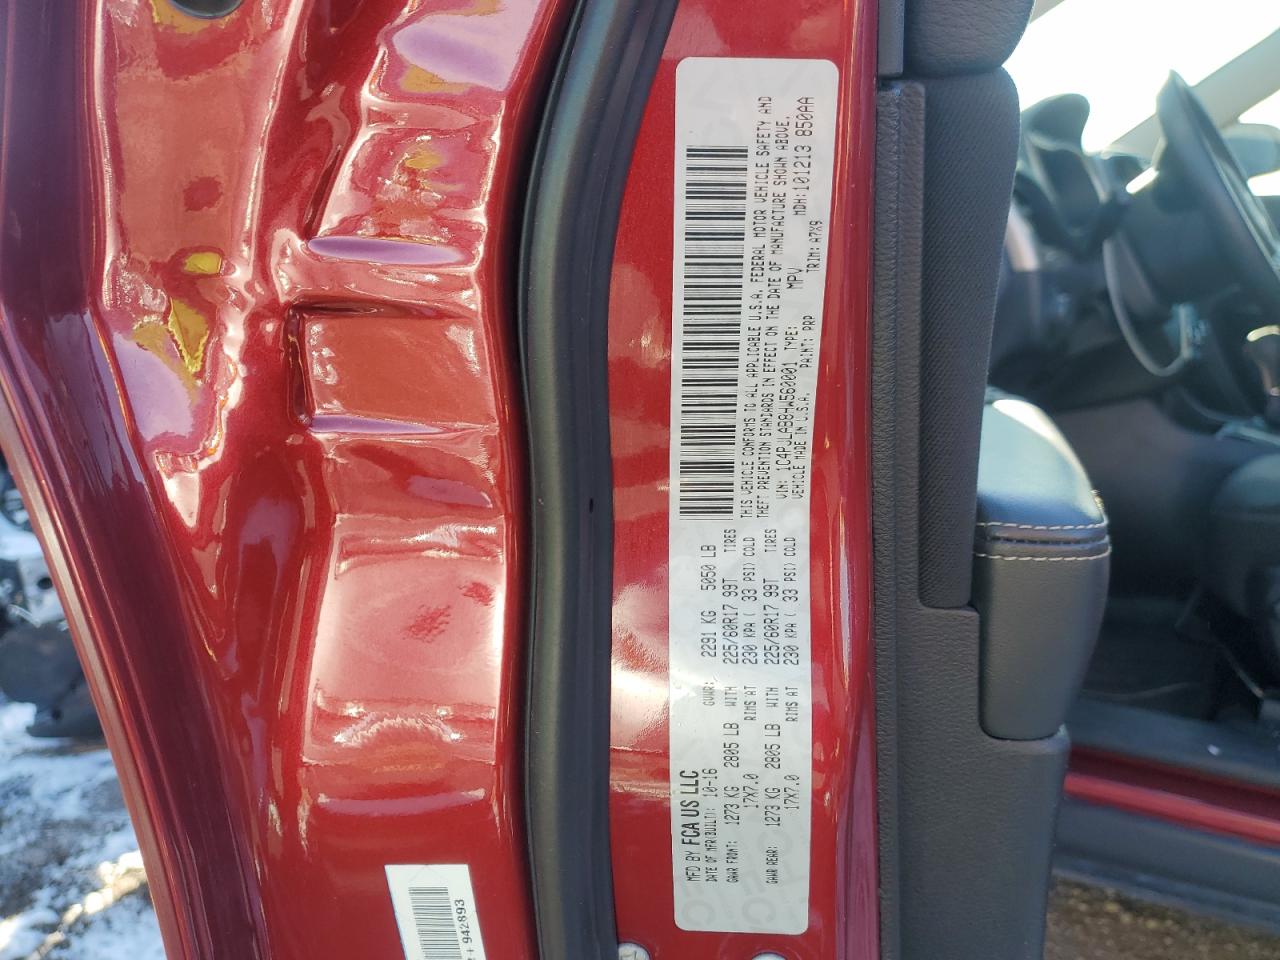 MFD BY FCA US LLC
DATE OF MFR(BUILT): 10-16 GVWR: 2291 KG 5050 LB
GAWR FRONT: 1273 KG 2805 LB WITH 225/60R17 99T TIRES
17X7.0 RIMS AT 230 KPA ( 33 PSI) COLD
GAWR REAR: 1273 KG 2805 LB WITH 225/60R17 99T TIRES
17X7.0 RIMS AT 230 KPA ( 33 PSI) COLD
THIS VEHICLE CONFORMS TO ALL APPLICABLE U.S.A. FEDERAL MOTOR VEHICLE SAFETY AND
THEFT PREVENTION STANDARDS IN EFFECT ON THE DATE OF MANUFACTURE SHOWN ABOVE.
VIN: 1C4PJLAB8HW560001 TYPE: MPV MDH:101213 850AA
VEHICLE MADE IN U.S.A. PAINT: PRP TRIM: A7X9
+ 942893